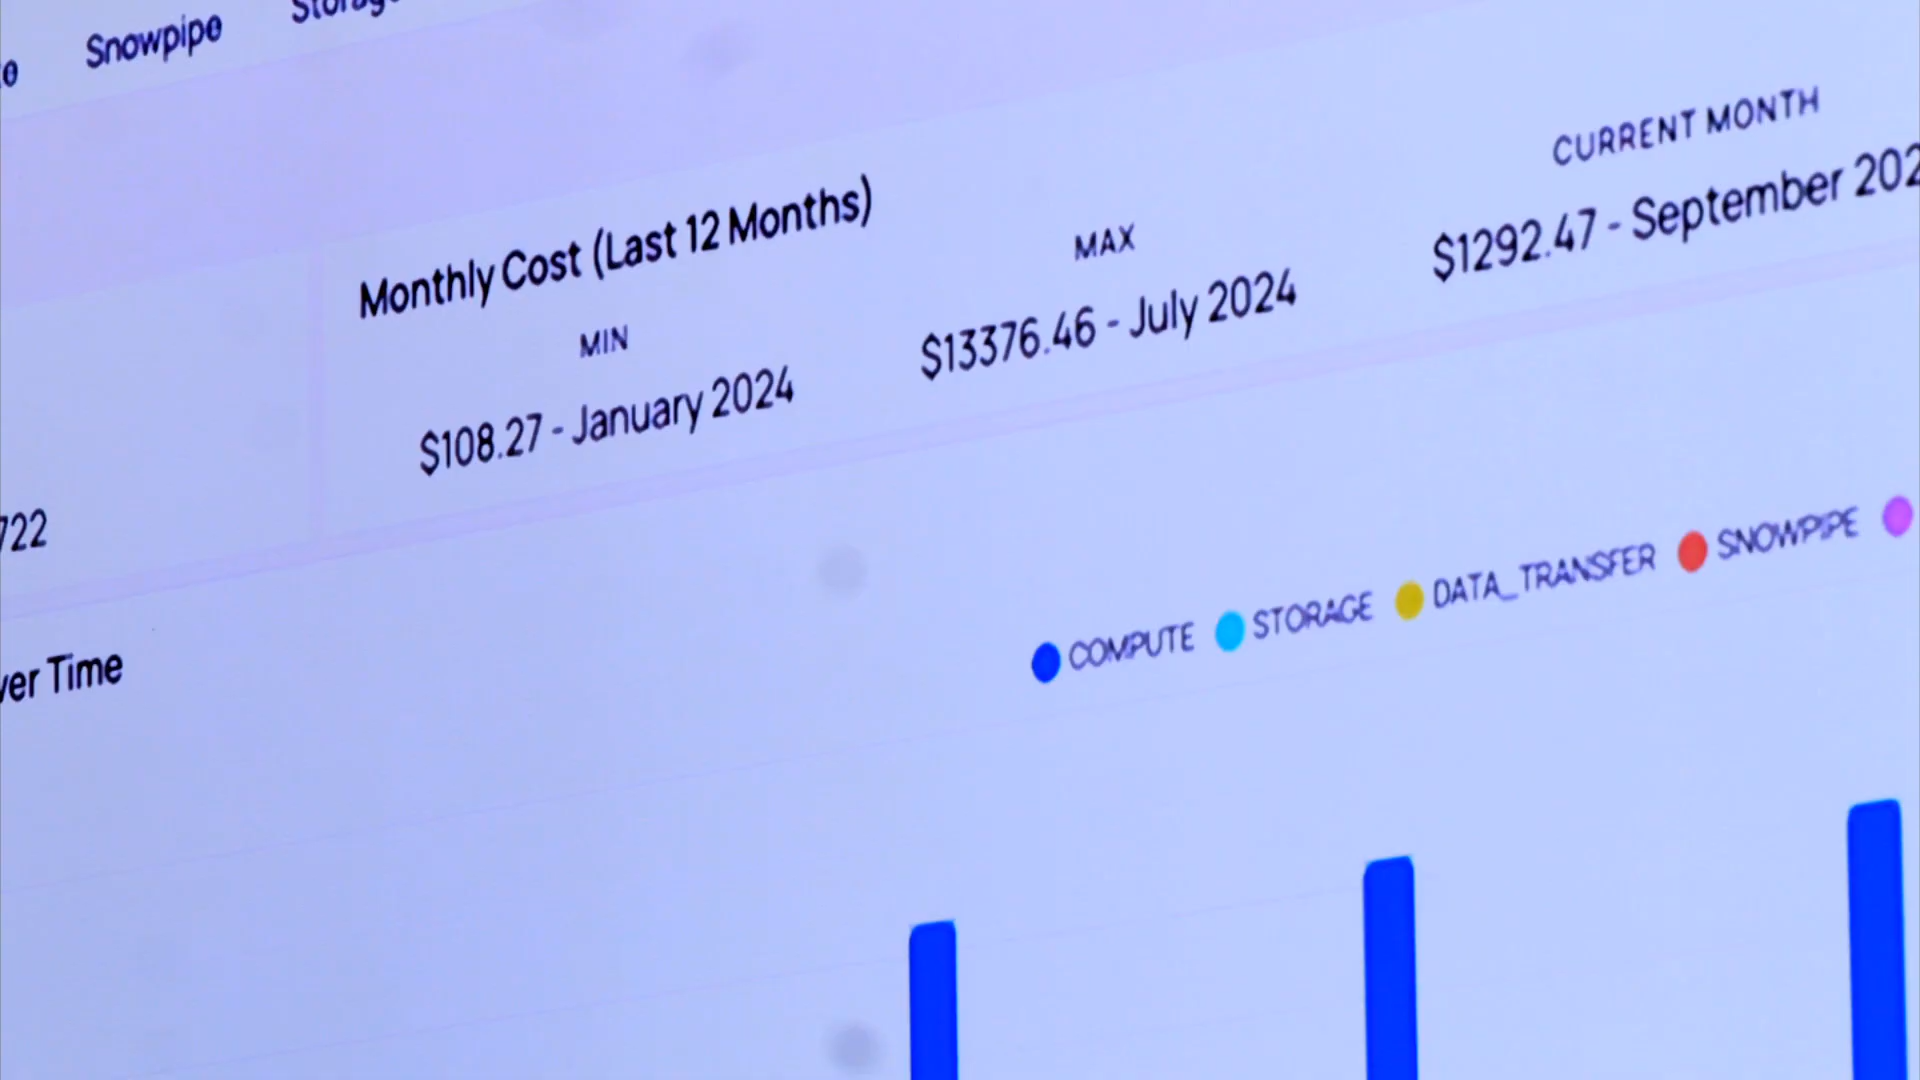 Snowpipe
Monthly Cost (Last 12 Months)
MIN
$108.27 - January 2024
MAX
$13376.46 - July 2024
CURRENT MONTH
$1292.47 - September 202
722
ver Time
COMPUTE
STORAGE
DATA_TRANSFER
SNOWPIPE